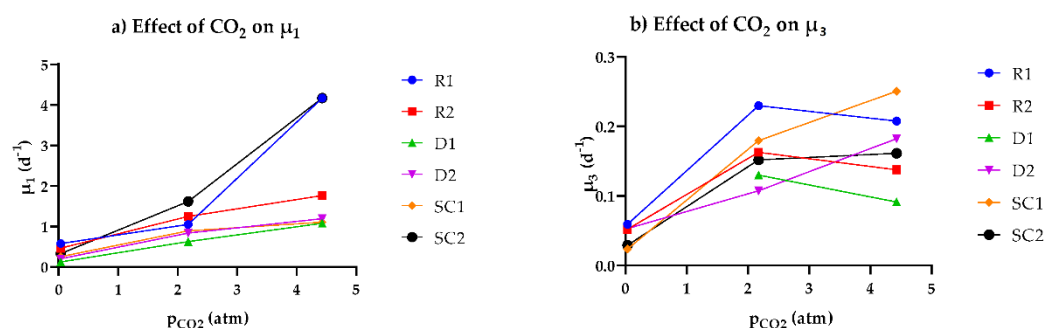 a) Effect of CO₂ on μ₁
5
4
3
2
1
0
μ₁ (d⁻¹)
0 1 2 3 4 5
p_CO2 (atm)
R1
R2
D1
D2
SC1
SC2
b) Effect of CO₂ on μ₃
0.3
0.2
0.1
0.0
μ₃ (d⁻¹)
0 1 2 3 4 5
p_CO2 (atm)
R1
R2
D1
D2
SC1
SC2